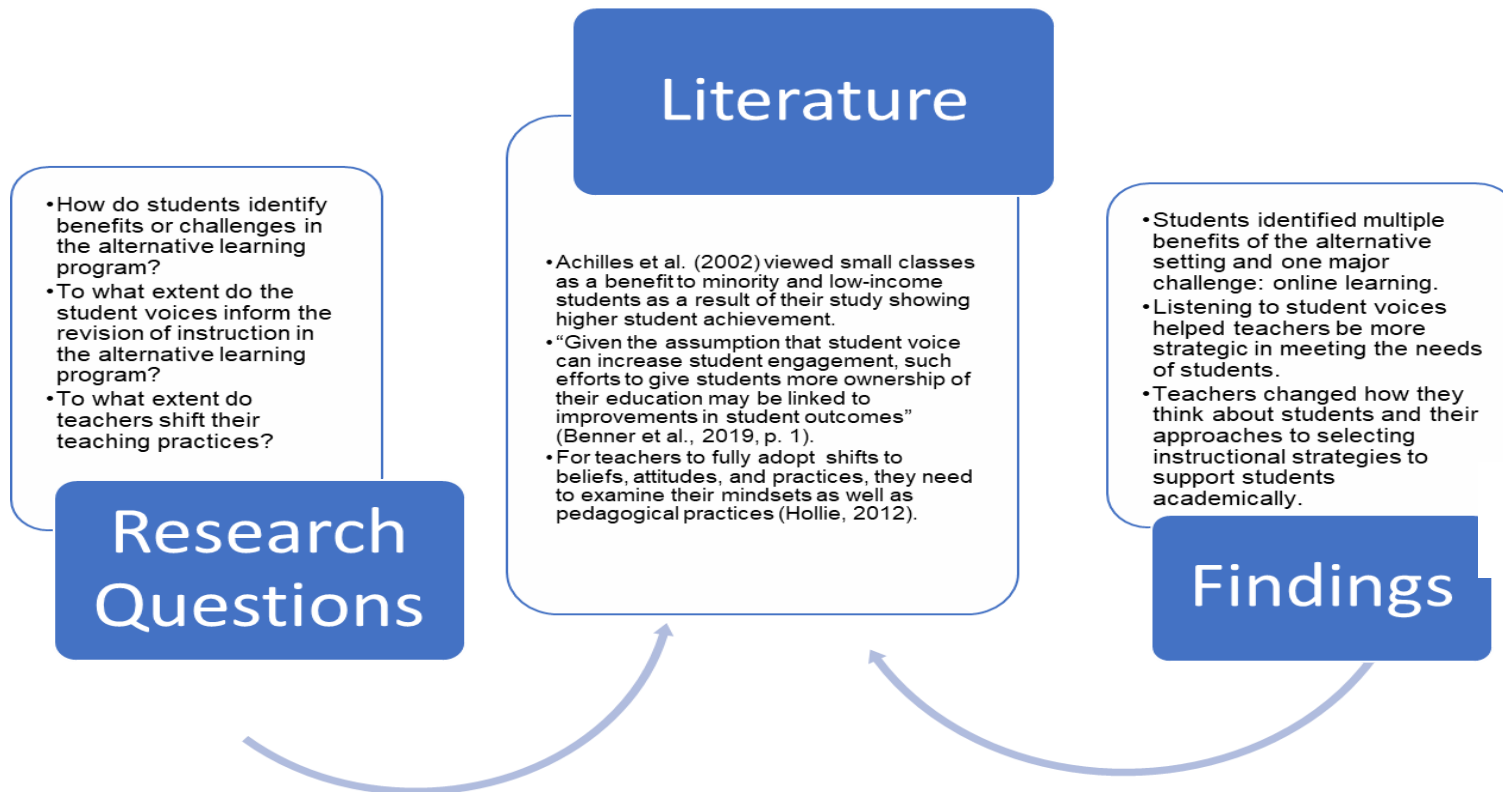 •How do students identify
benefits or challenges in
the alternative learning
program?
•To what extent do the
student voices inform the
revision of instruction in
the alternative learning
program?
•To what extent do
teachers shift their
teaching practices?
Research
Questions
Literature
•Achilles et al. (2002) viewed small classes
as a benefit to minority and low-income
students as a result of their study showing
higher student achievement.
•“Given the assumption that student voice
can increase student engagement, such
efforts to give students more ownership of
their education may be linked to
improvements in student outcomes”
(Benner et al., 2019, p. 1).
•For teachers to fully adopt shifts to
beliefs, attitudes, and practices, they need
to examine their mindsets as well as
pedagogical practices (Hollie, 2012).
•Students identified multiple
benefits of the alternative
setting and one major
challenge: online learning.
•Listening to student voices
helped teachers be more
strategic in meeting the needs
of students.
•Teachers changed how they
think about students and their
approaches to selecting
instructional strategies to
support students
academically.
Findings